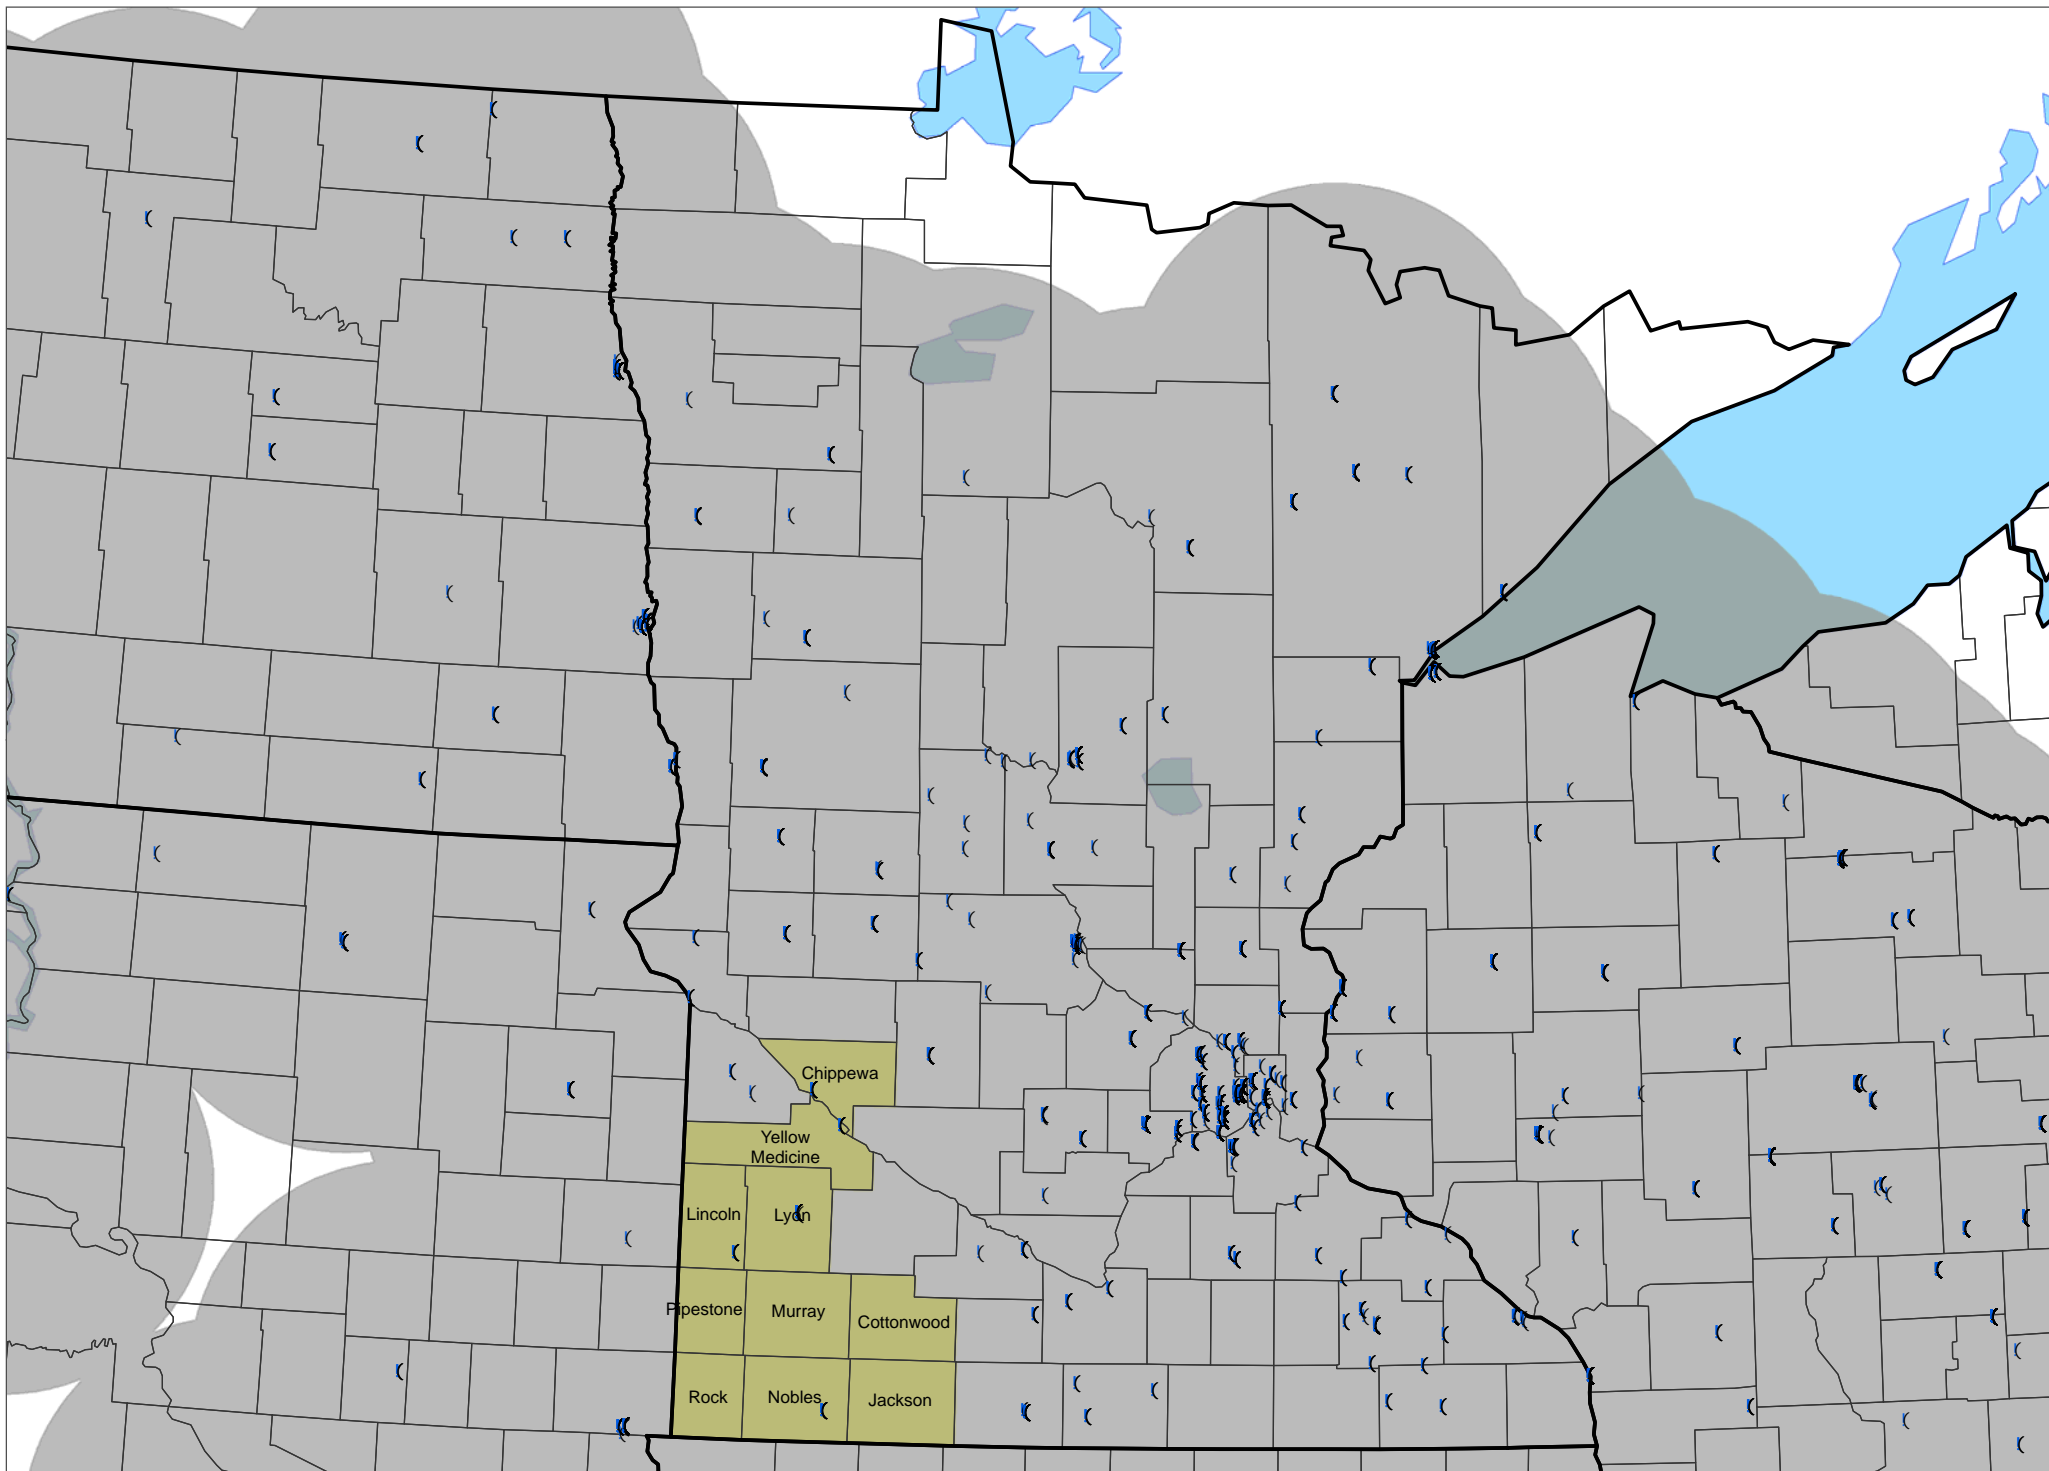 Chippewa
Yellow
Medicine
Lincoln
Lyon
Pipestone
Murray
Cottonwood
Rock
Nobles
Jackson